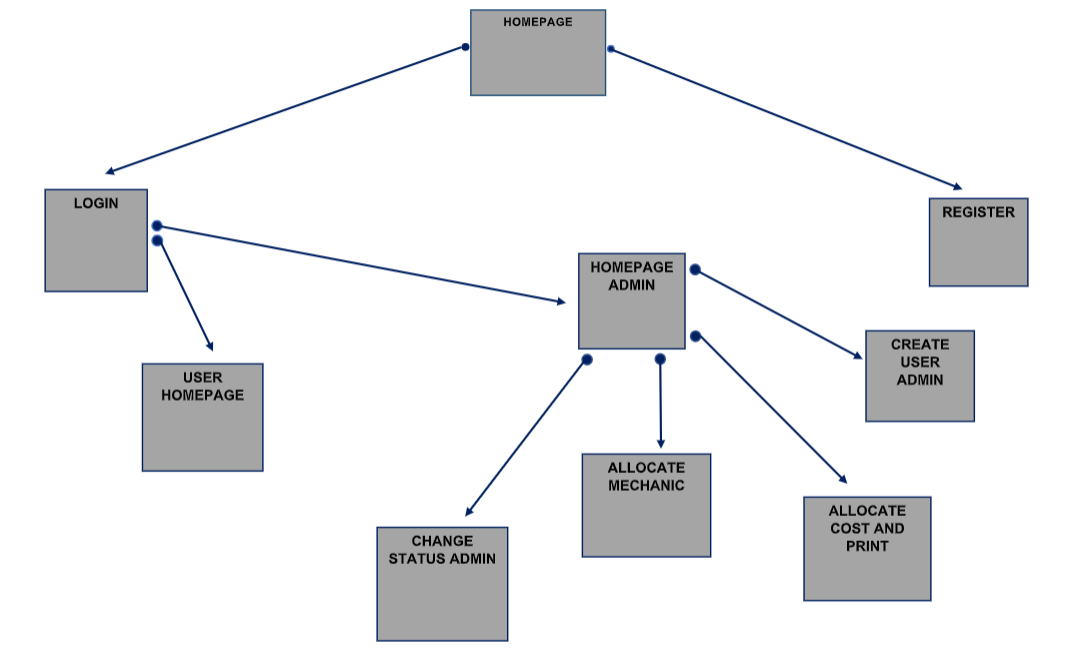 HOMEPAGE
LOGIN
REGISTER
HOMEPAGE
ADMIN
CREATE
USER
ADMIN
USER
HOMEPAGE
ALLOCATE
MECHANIC
ALLOCATE
COST AND
PRINT
CHANGE
STATUS ADMIN